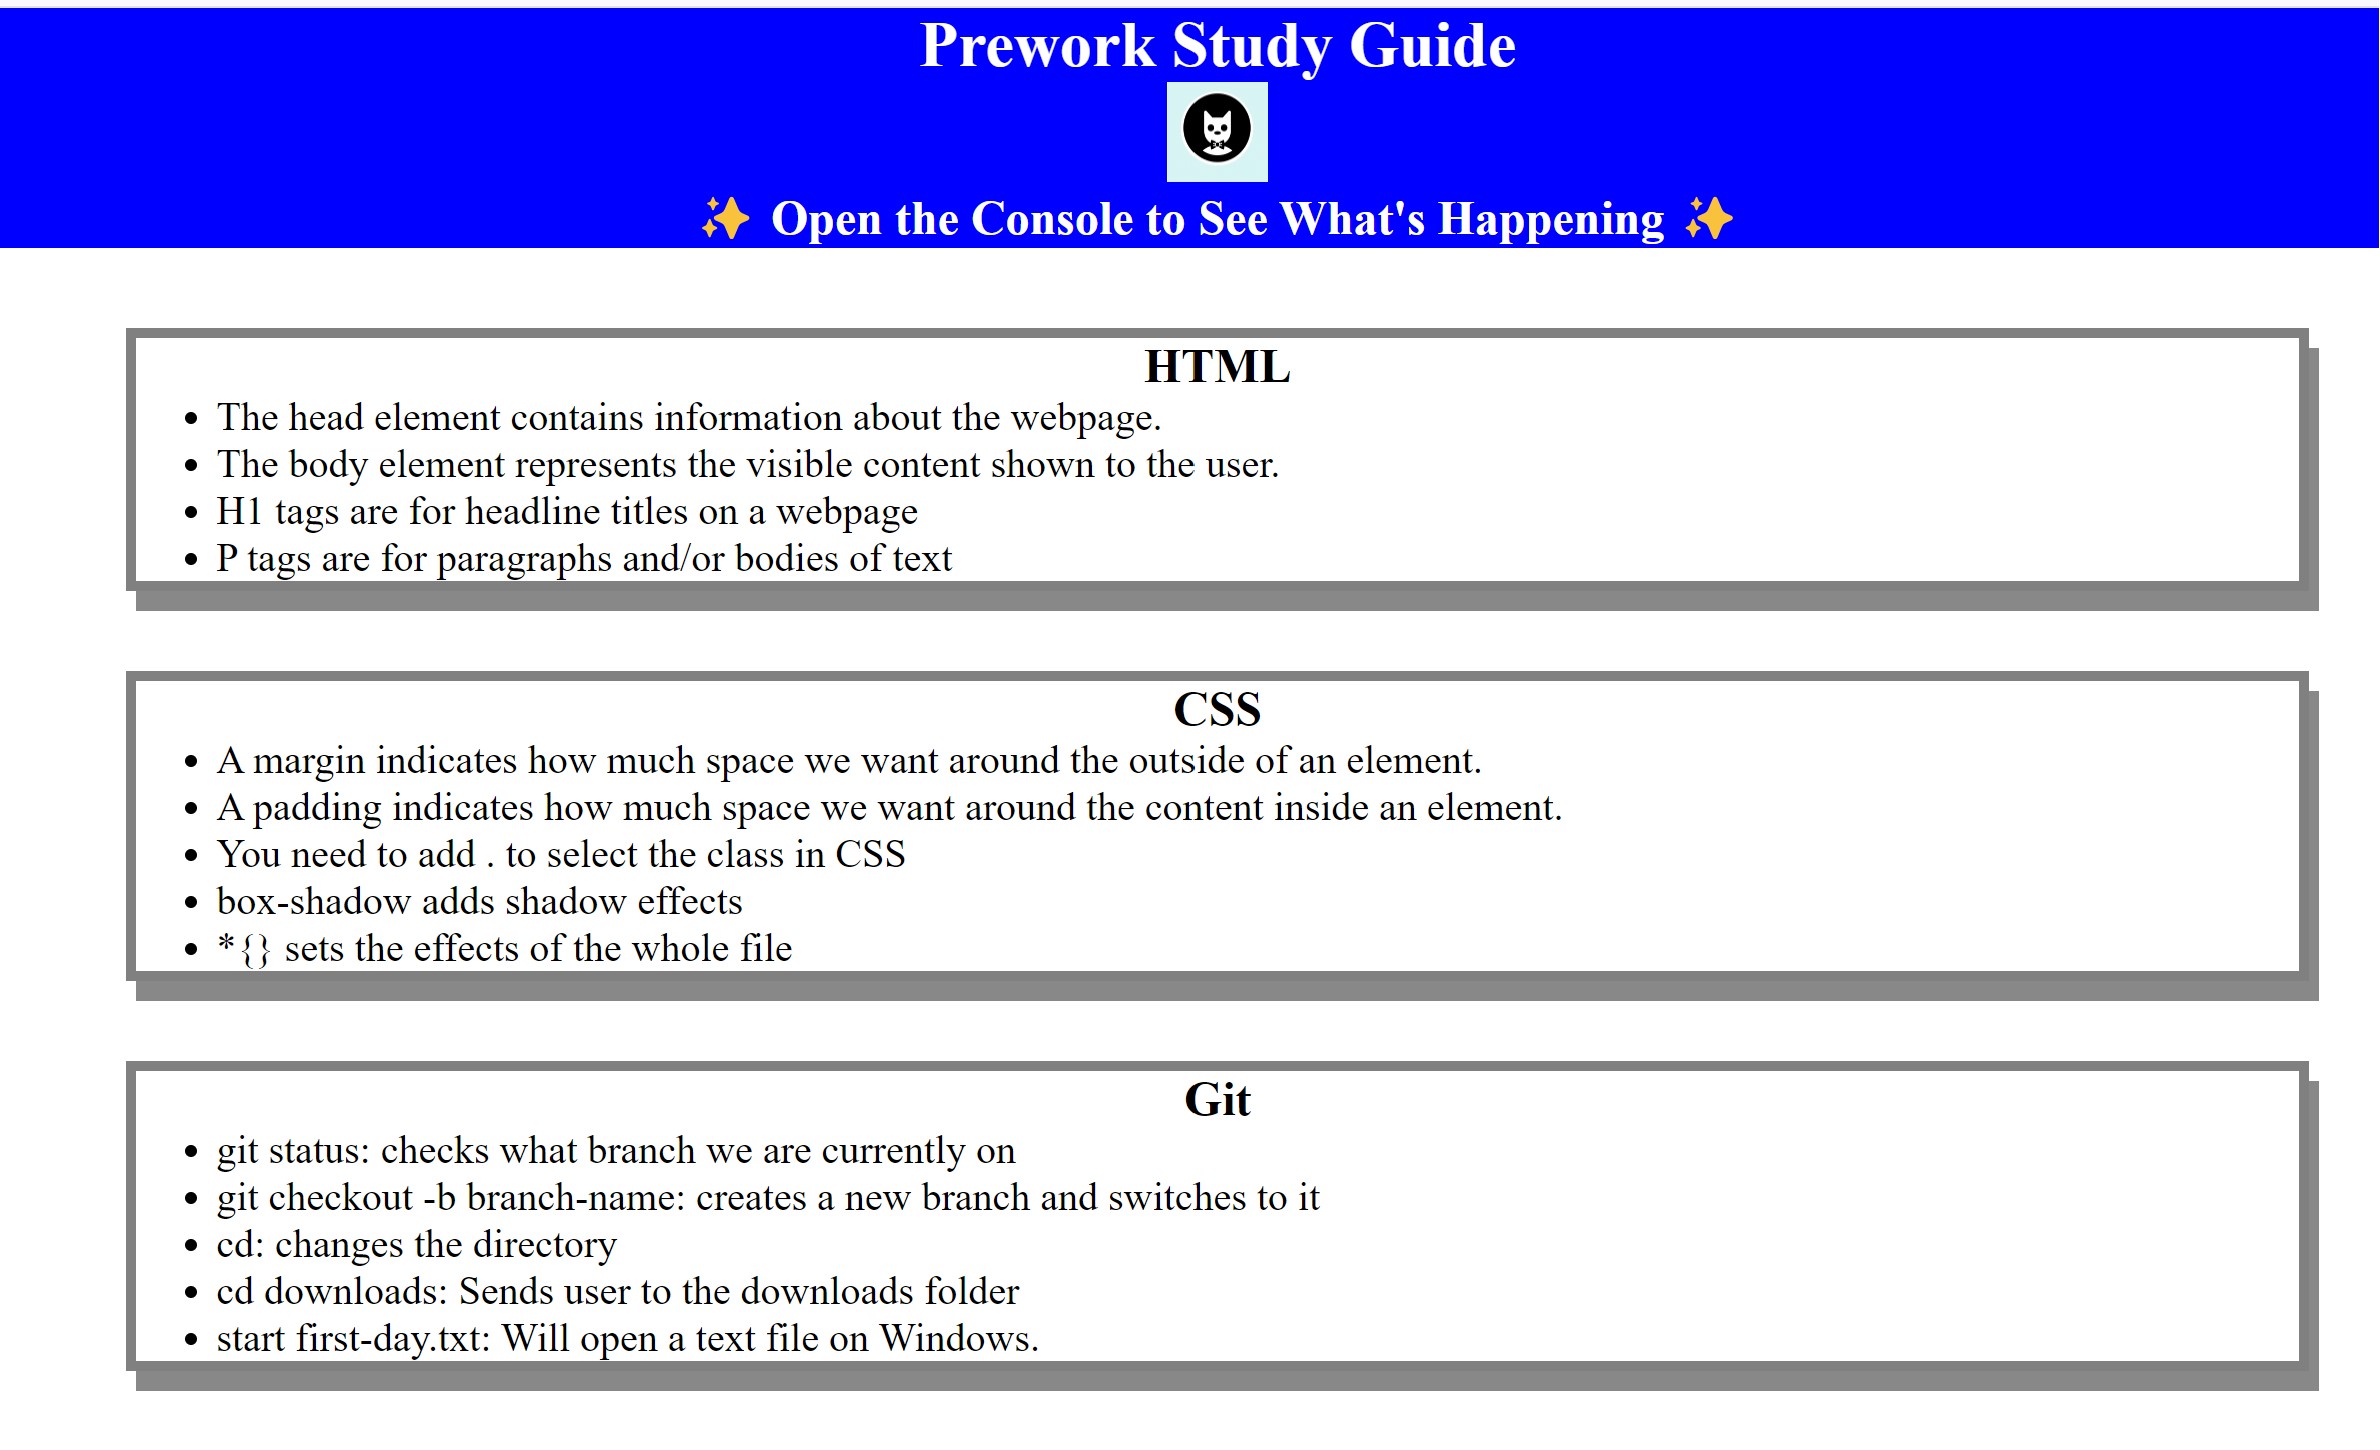 Prework Study Guide
✨ Open the Console to See What's Happening ✨
HTML
• The head element contains information about the webpage.
• The body element represents the visible content shown to the user.
• H1 tags are for headline titles on a webpage
• P tags are for paragraphs and/or bodies of text
CSS
• A margin indicates how much space we want around the outside of an element.
• A padding indicates how much space we want around the content inside an element.
• You need to add . to select the class in CSS
• box-shadow adds shadow effects
• *{} sets the effects of the whole file
Git
• git status: checks what branch we are currently on
• git checkout -b branch-name: creates a new branch and switches to it
• cd: changes the directory
• cd downloads: Sends user to the downloads folder
• start first-day.txt: Will open a text file on Windows.